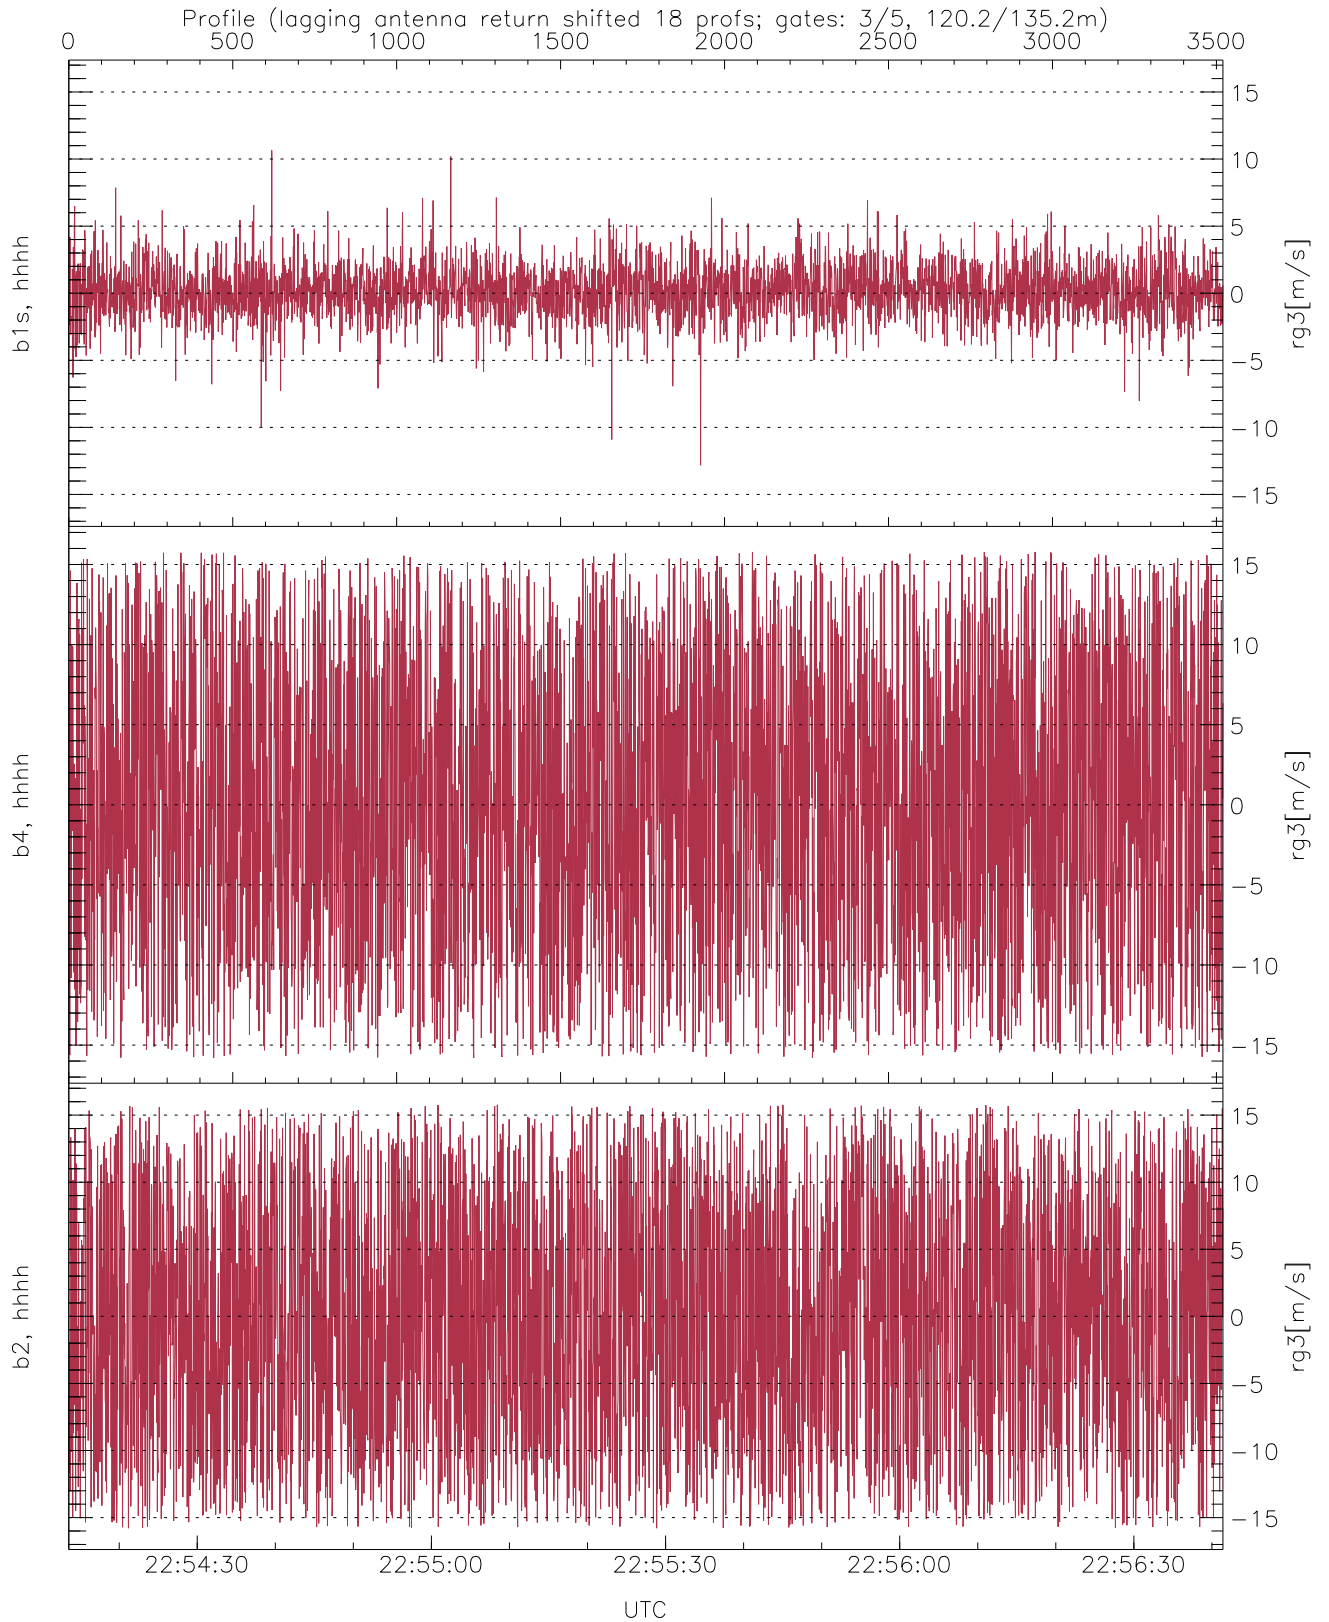 Profile (lagging antenna return shifted 18 profs; gates: 3/5, 120.2/135.2m)
0 500 1000 1500 2000 2500 3000 3500
15
10
5
0
-5
-10
-15
b1s, hhhh
rg3[m/s]
15
10
5
0
-5
-10
-15
b4, hhhh
rg3[m/s]
15
10
5
0
-5
-10
-15
b2, hhhh
rg3[m/s]
22:54:30 22:55:00 22:55:30 22:56:00 22:56:30
UTC